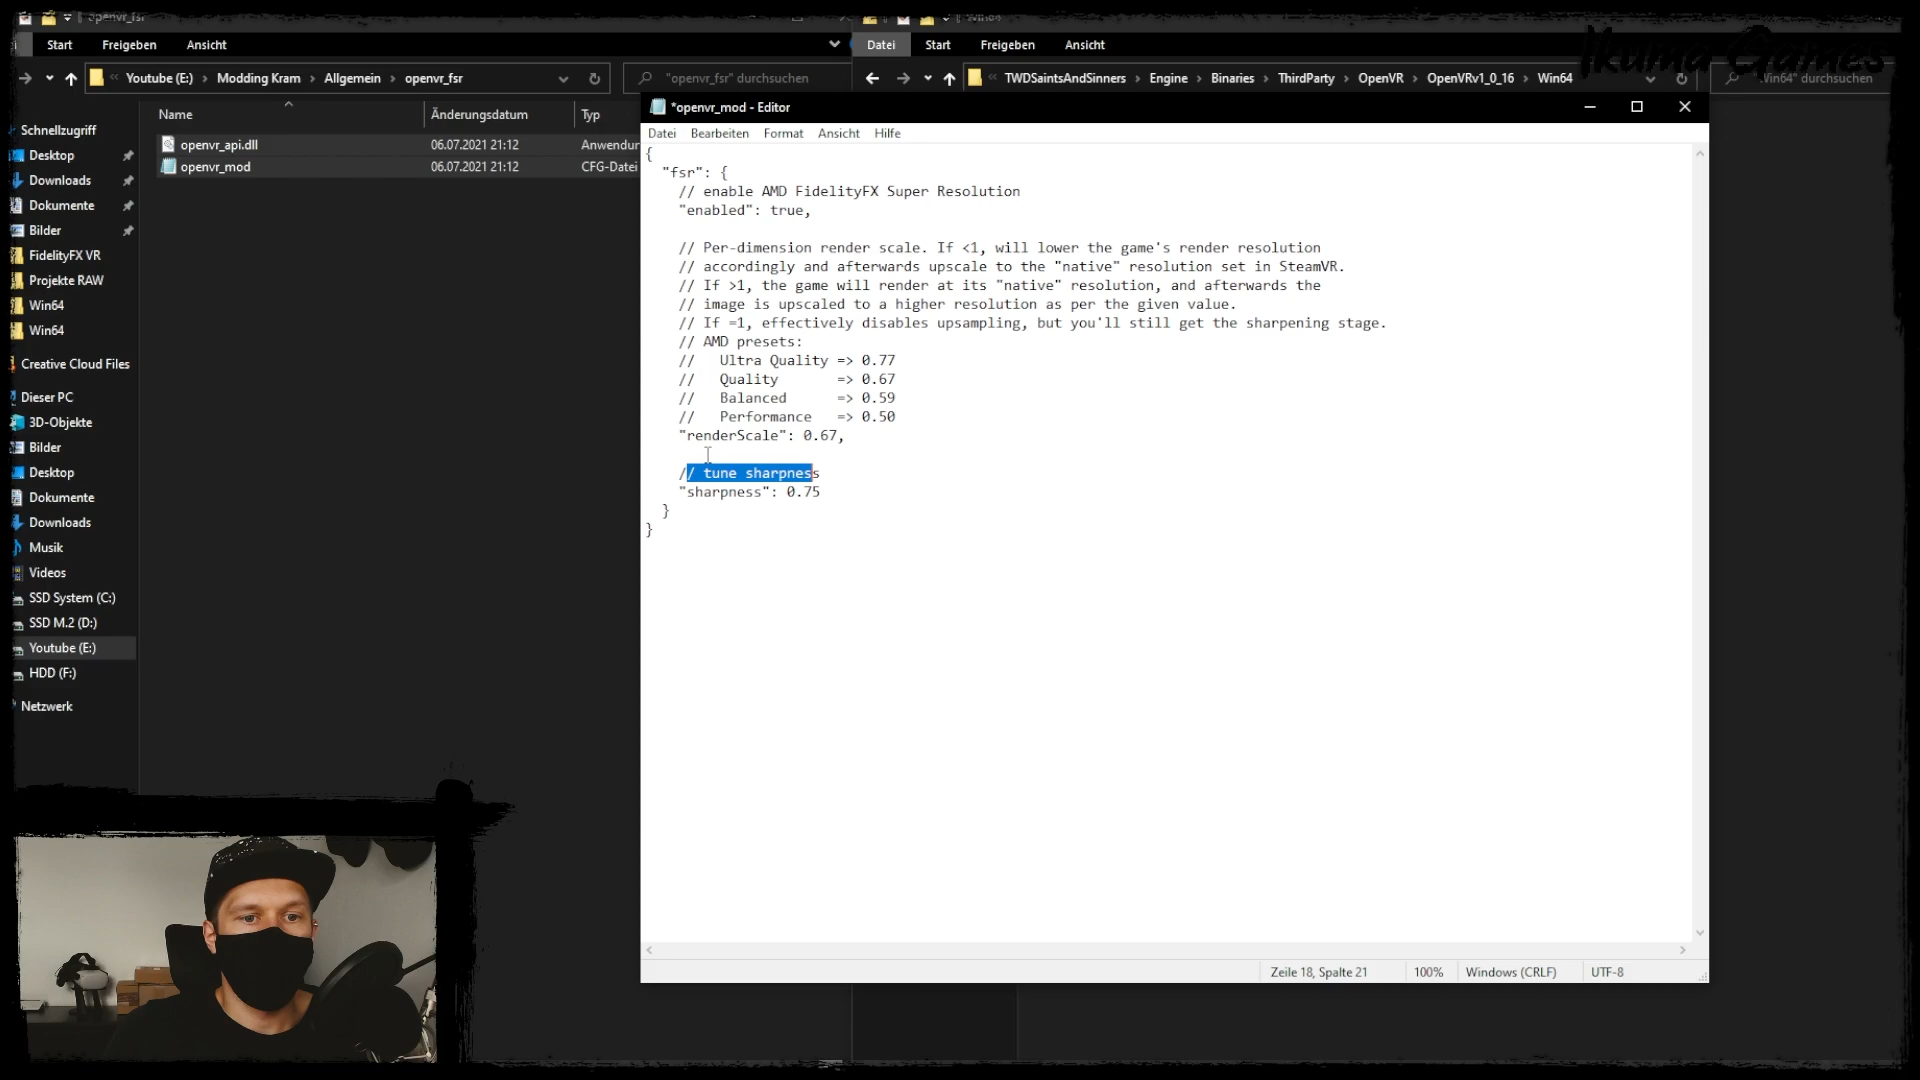 openvr_fsr
Win64
Start Freigeben Ansicht
Datei Start Freigeben Ansicht
Ikuma Games
« Youtube (E:) › Modding Kram › Allgemein › openvr_fsr
"openvr_fsr" durchsuchen
« TWDSaintsAndSinners › Engine › Binaries › ThirdParty › OpenVR › OpenVRv1_0_16 › Win64
"Win64" durchsuchen
Name Änderungsdatum Typ
openvr_api.dll 06.07.2021 21:12 Anwendun
openvr_mod 06.07.2021 21:12 CFG-Datei
Schnellzugriff
Desktop
Downloads
Dokumente
Bilder
FidelityFX VR
Projekte RAW
Win64
Win64
Creative Cloud Files
Dieser PC
3D-Objekte
Bilder
Desktop
Dokumente
Downloads
Musik
Videos
SSD System (C:)
SSD M.2 (D:)
Youtube (E:)
HDD (F:)
Netzwerk
*openvr_mod - Editor
Datei Bearbeiten Format Ansicht Hilfe
{
"fsr": {
// enable AMD FidelityFX Super Resolution
"enabled": true,
// Per-dimension render scale. If <1, will lower the game's render resolution
// accordingly and afterwards upscale to the "native" resolution set in SteamVR.
// If >1, the game will render at its "native" resolution, and afterwards the
// image is upscaled to a higher resolution as per the given value.
// If =1, effectively disables upsampling, but you'll still get the sharpening stage.
// AMD presets:
// Ultra Quality => 0.77
// Quality => 0.67
// Balanced => 0.59
// Performance => 0.50
"renderScale": 0.67,
// tune sharpness
"sharpness": 0.75
}
}
Zeile 18, Spalte 21 100% Windows (CRLF) UTF-8